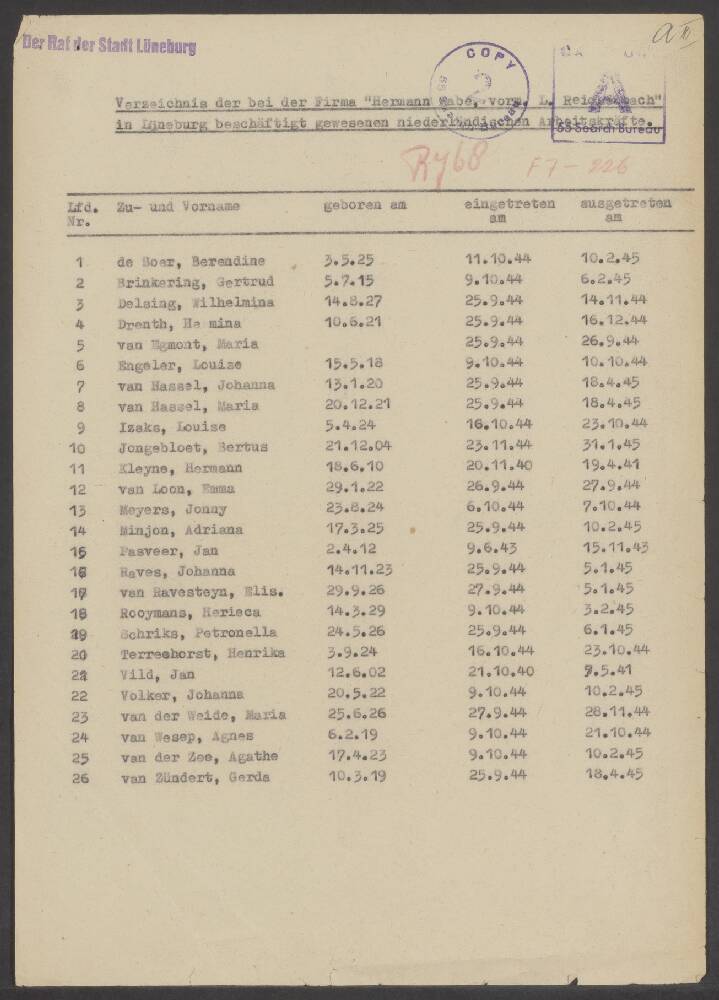 Der Rat der Stadt Lüneburg
A II
COPY
2
A
SS Search Bureau
Verzeichnis der bei der Firma "Hermann Rabe, vorm. L. Reichenbach"
in Lüneburg beschäftigt gewesenen niederländischen Arbeitskräfte.
R768 F 7 - 226
Lfd. Zu- und Vorname geboren am eingetreten ausgetreten
Nr. am am
1 de Boer, Berendine 3.5.25 11.10.44 10.2.45
2 Brinkering, Gertrud 5.7.15 9.10.44 6.2.45
3 Delsing, Wilhelmina 14.8.27 25.9.44 14.11.44
4 Drenth, He mina 10.6.21 25.9.44 16.12.44
5 van Egmont, Maria 25.9.44 26.9.44
6 Engeler, Louize 15.5.18 9.10.44 10.10.44
7 van Hassel, Johanna 13.1.20 25.9.44 18.4.45
8 van Hassel, Maria 20.12.21 25.9.44 18.4.45
9 Izaks, Louise 5.4.24 16.10.44 23.10.44
10 Jongebloet, Bertus 21.12.04 23.11.44 31.1.45
11 Kleyne, Hermann 18.6.10 20.11.40 19.4.41
12 van Loon, Emma 29.1.22 26.9.44 27.9.44
13 Meyers, Jonny 23.8.24 6.10.44 7.10.44
14 Minjon, Adriana 17.3.25 25.9.44 10.2.45
15 Pasveer, Jan 2.4.12 9.6.43 15.11.43
16 Raves, Johanna 14.11.23 25.9.44 5.1.45
17 van Ravesteyn, Elis. 29.9.26 27.9.44 5.1.45
18 Rooymans, Herieca 14.3.29 9.10.44 3.2.45
19 Schriks, Petronella 24.5.26 25.9.44 6.1.45
20 Terreehorst, Henrika 3.9.24 16.10.44 23.10.44
21 Vild, Jan 12.6.02 21.10.40 7.5.41
22 Volker, Johanna 20.5.22 9.10.44 10.2.45
23 van der Weide, Maria 25.6.26 27.9.44 28.11.44
24 van Wesep, Agnes 6.2.19 9.10.44 21.10.44
25 van der Zee, Agathe 17.4.23 9.10.44 10.2.45
26 van Zündert, Gerda 10.3.19 25.9.44 18.4.45